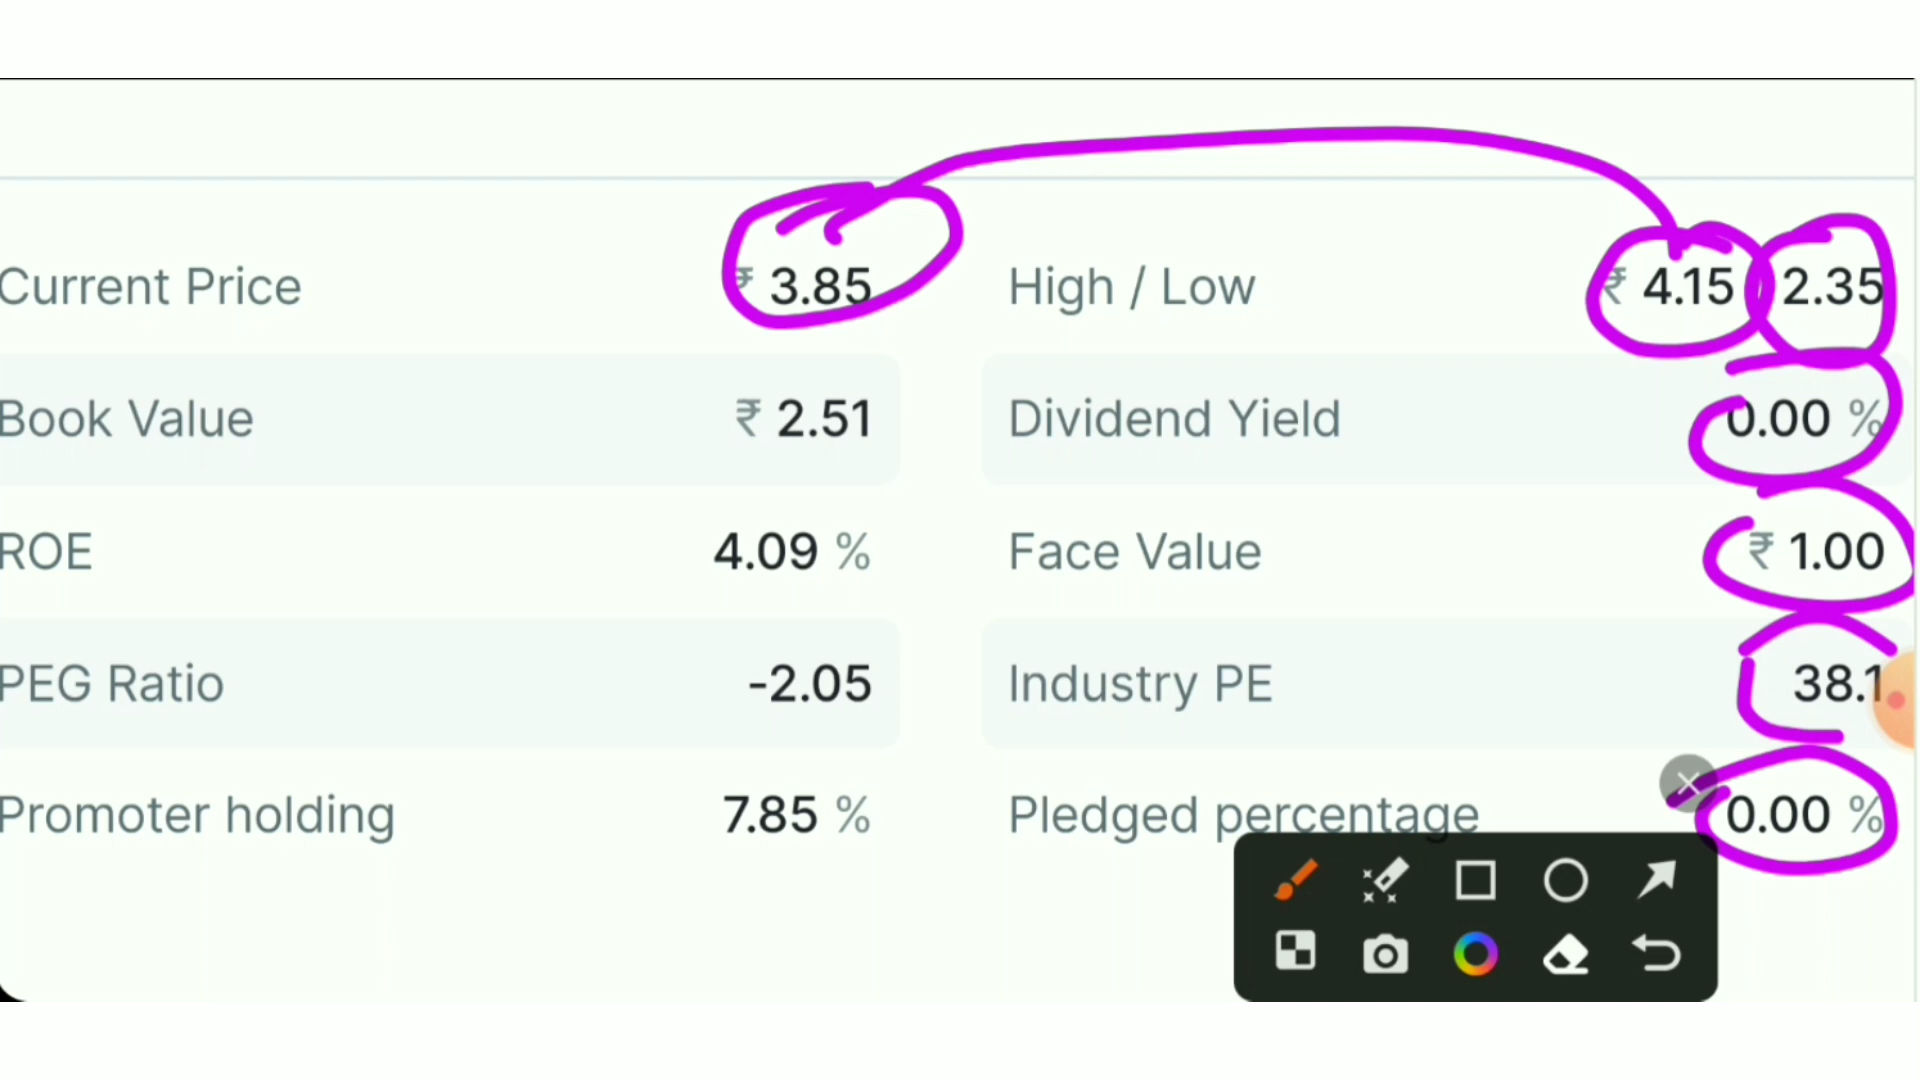 Current Price ₹ 3.85 High / Low ₹ 4.15 2.35
Book Value ₹ 2.51 Dividend Yield 0.00 %
ROE 4.09 % Face Value ₹ 1.00
PEG Ratio -2.05 Industry PE 38.1
Promoter holding 7.85 % Pledged percentage 0.00 %